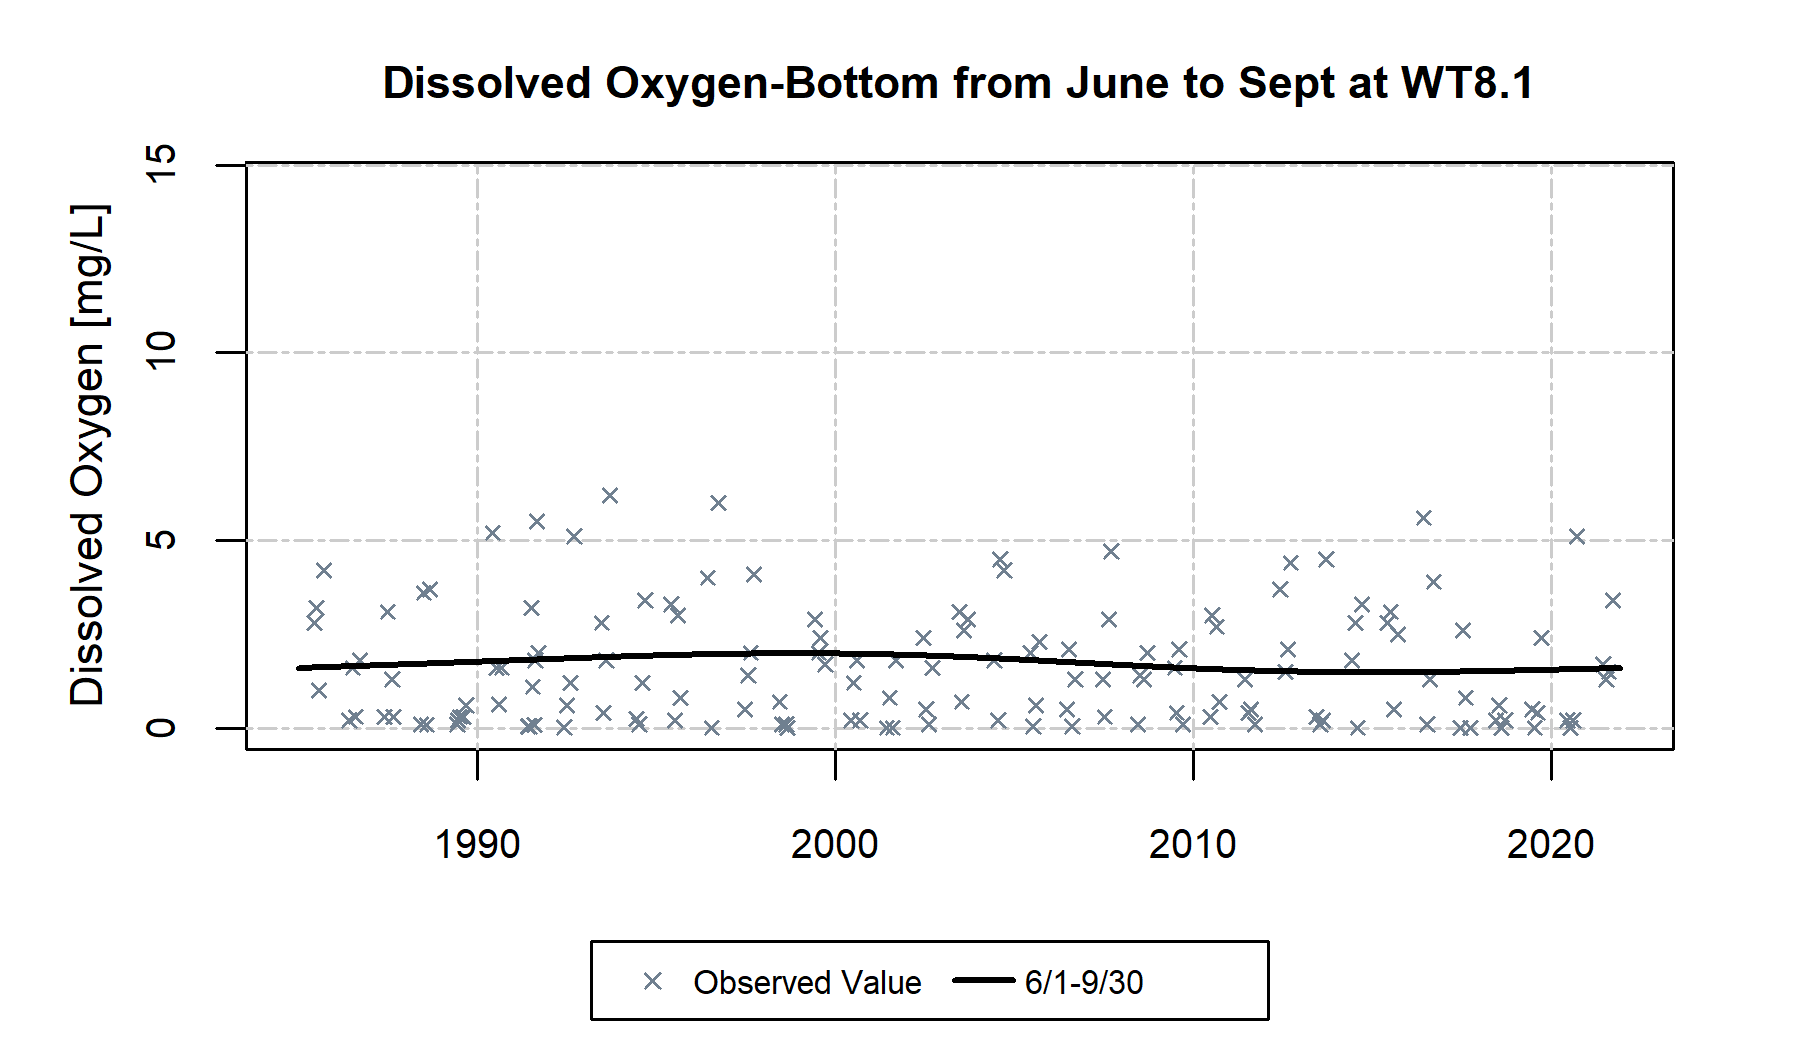 Dissolved Oxygen-Bottom from June to Sept at WT8.1
Dissolved Oxygen [mg/L]
15
10
5
0
1990 2000 2010 2020
Observed Value 6/1-9/30